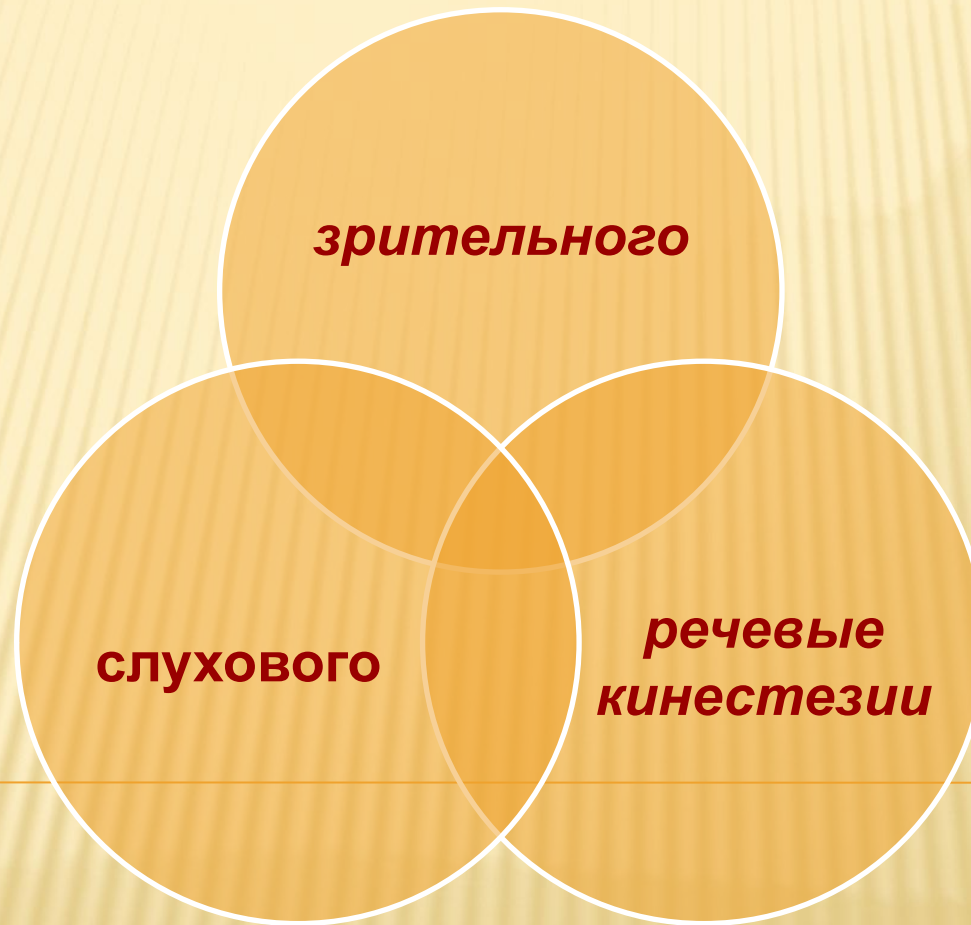 зрительного
слухового
речевые
кинестезии